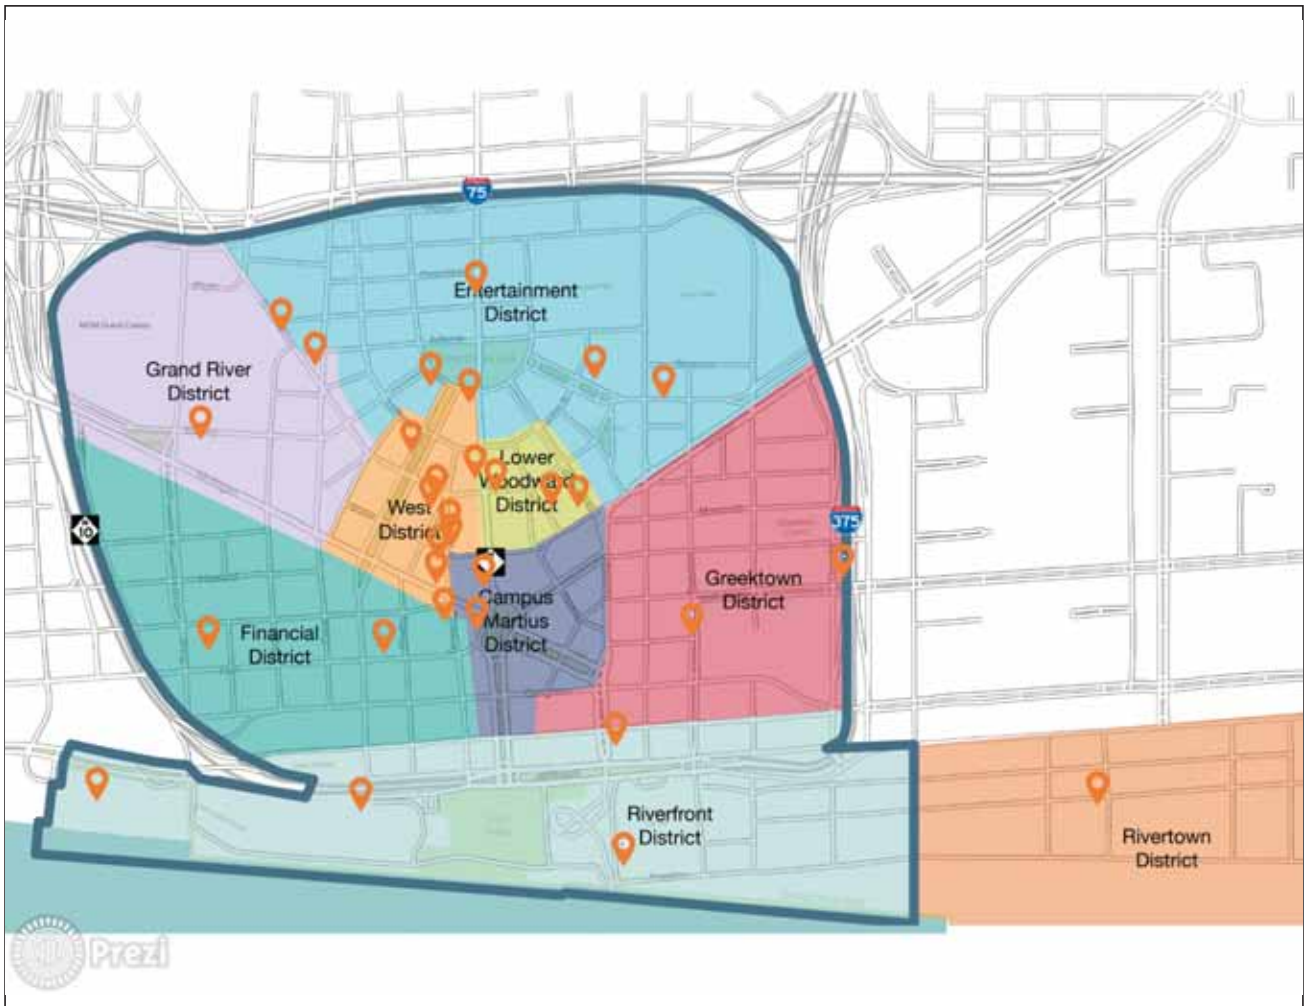 75
Entertainment
District
Grand River
District
Lower
Woodward
District
West
District
10
375
Greektown
District
Campus
Martius
District
Financial
District
Riverfront
District
Rivertown
District
Prezi